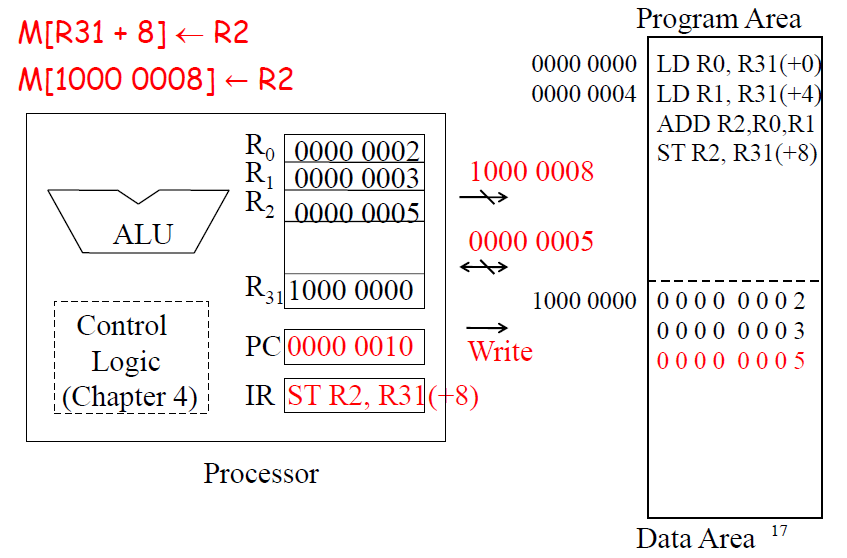 M[R31 + 8] ← R2
M[1000 0008] ← R2
Program Area
0000 0000 LD R0, R31(+0)
0000 0004 LD R1, R31(+4)
ADD R2,R0,R1
ST R2, R31(+8)
R0 0000 0002
R1 0000 0003
R2 0000 0005
R31 1000 0000
ALU
Control
Logic
(Chapter 4)
PC 0000 0010
IR ST R2, R31(+8)
Processor
1000 0008
0000 0005
Write
1000 0000 0 0 0 0 0 0 0 2
0 0 0 0 0 0 0 3
0 0 0 0 0 0 0 5
Data Area 17